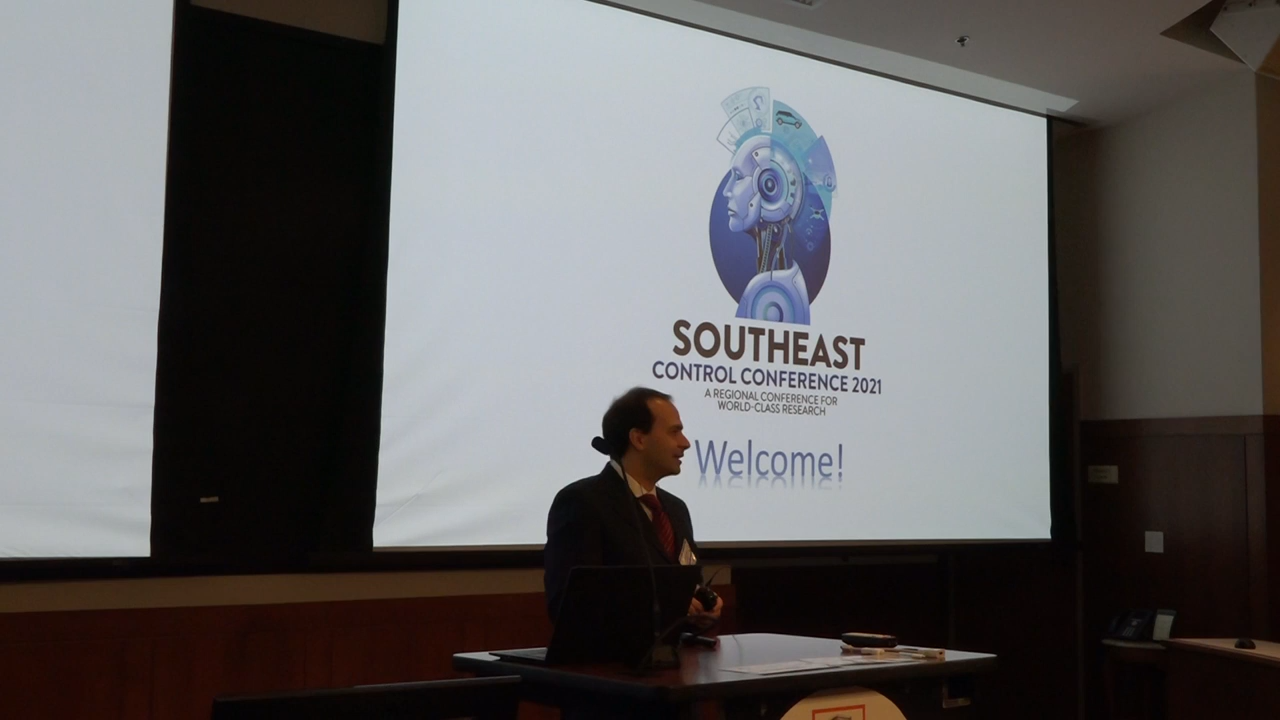 SOUTHEAST
CONTROL CONFERENCE 2021
A REGIONAL CONFERENCE FOR
WORLD-CLASS RESEARCH
Welcome!